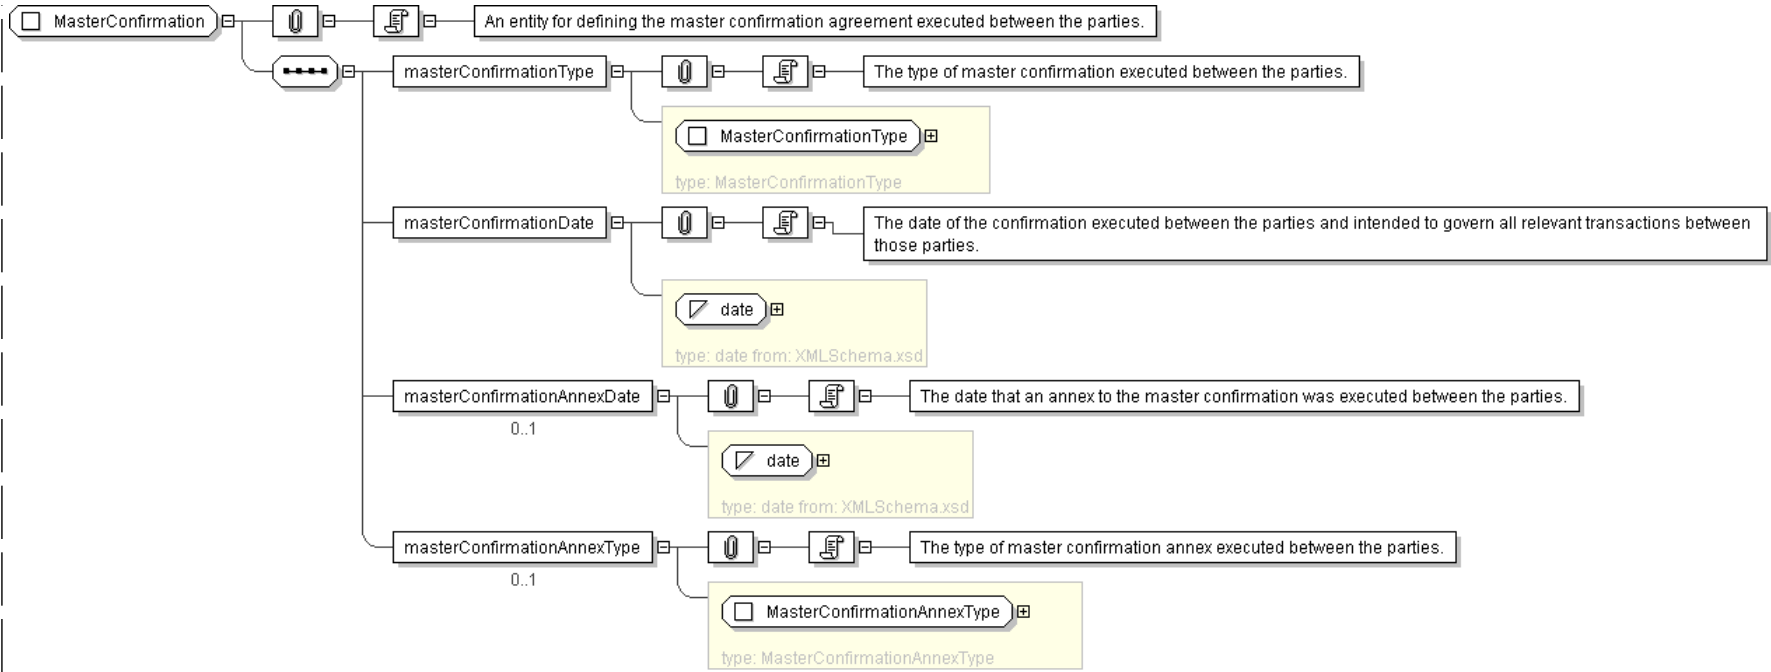 MasterConfirmation
An entity for defining the master confirmation agreement executed between the parties.
masterConfirmationType
The type of master confirmation executed between the parties.
MasterConfirmationType
type: MasterConfirmationType
masterConfirmationDate
The date of the confirmation executed between the parties and intended to govern all relevant transactions between
those parties.
date
type: date from: XMLSchema.xsd
masterConfirmationAnnexDate
The date that an annex to the master confirmation was executed between the parties.
0..1
date
type: date from: XMLSchema.xsd
masterConfirmationAnnexType
The type of master confirmation annex executed between the parties.
0..1
MasterConfirmationAnnexType
type: MasterConfirmationAnnexType